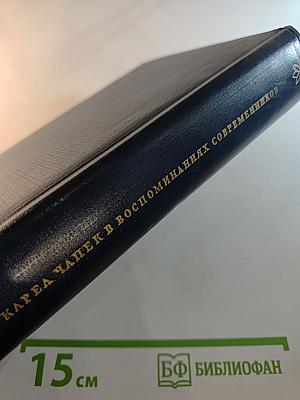 КАРЕЛ ЧАПЕК В ВОСПОМИНАНИЯХ СОВРЕМЕННИКОВ
15 см
БФ БИБЛИОФАН